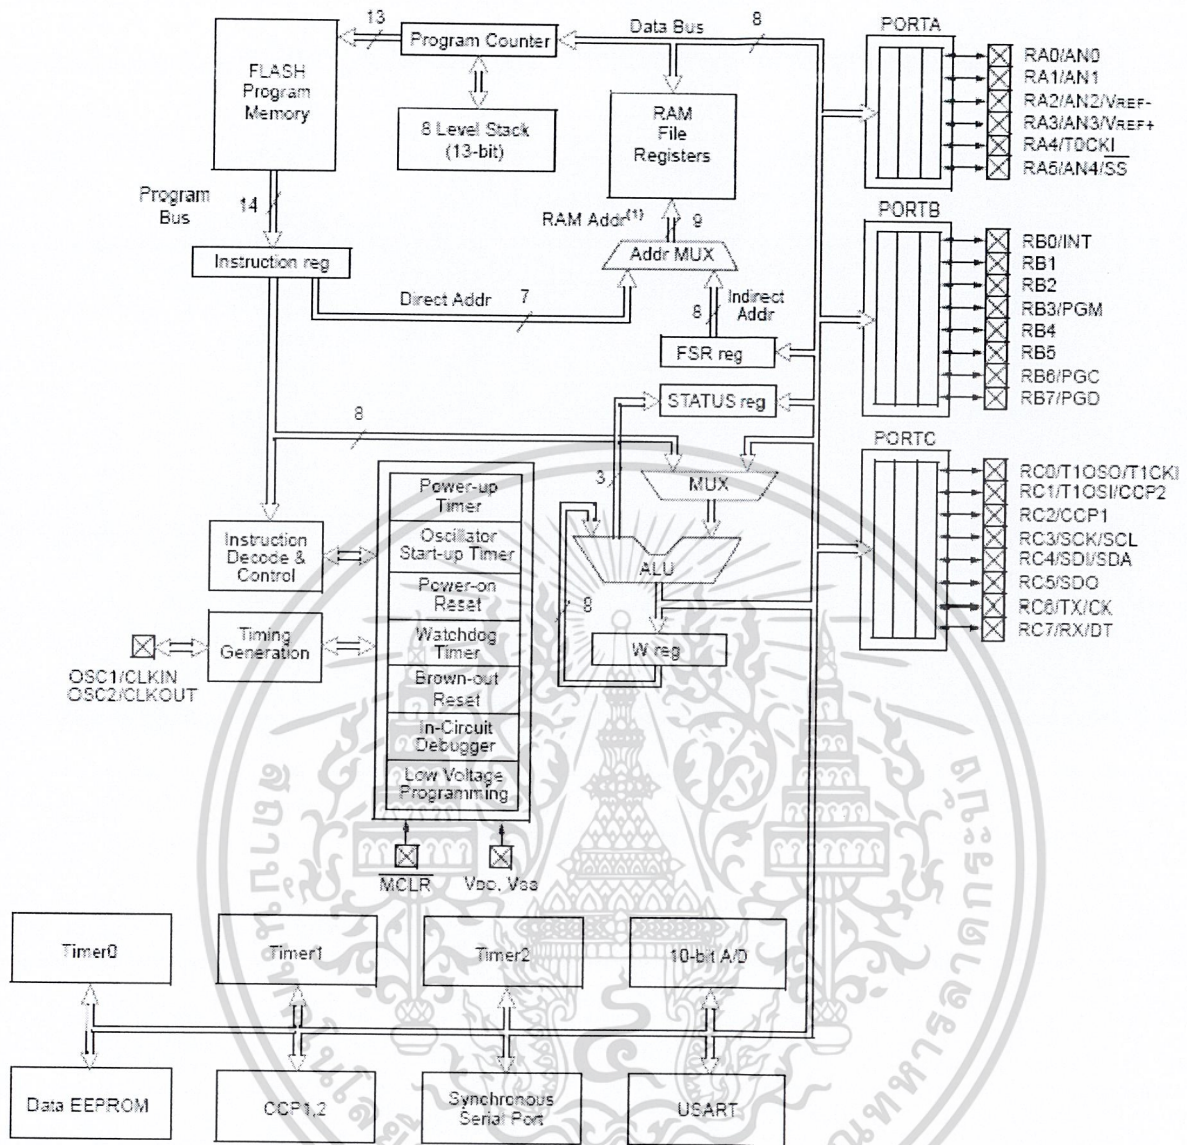 13
Data Bus
8
PORTA
FLASH
Program
Memory
Program Counter
8 Level Stack
(13-bit)
RAM
File
Registers
RA0/AN0
RA1/AN1
RA2/AN2/VREF-
RA3/AN3/VREF+
RA4/T0CKI
RA5/AN4/SS
Program
Bus
14
RAM Addr(1)
9
PORTB
Instruction reg
Addr MUX
Direct Addr
7
8
Indirect
Addr
FSR reg
STATUS reg
RB0/INT
RB1
RB2
RB3/PGM
RB4
RB5
RB6/PGC
RB7/PGD
8
3
MUX
PORTC
ALU
8
W reg
RC0/T1OSO/T1CKI
RC1/T1OSI/CCP2
RC2/CCP1
RC3/SCK/SCL
RC4/SDI/SDA
RC5/SDO
RC6/TX/CK
RC7/RX/DT
Instruction
Decode &
Control
Timing
Generation
OSC1/CLKIN
OSC2/CLKOUT
Power-up
Timer
Oscillator
Start-up Timer
Power-on
Reset
Watchdog
Timer
Brown-out
Reset
In-Circuit
Debugger
Low Voltage
Programming
MCLR
VDD, VSS
Timer0
Timer1
Timer2
10-bit A/D
Data EEPROM
CCP1,2
Synchronous
Serial Port
USART